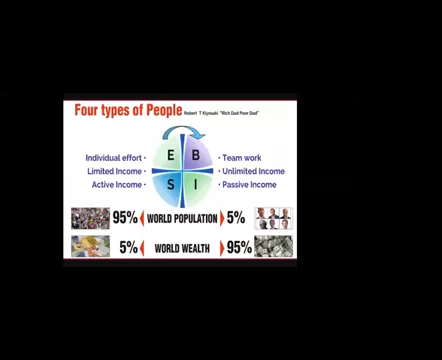 Four types of People Robert T Kiyosaki "Rich Dad Poor Dad"
E B
Individual effort • • Team work
Limited Income • • Unlimited Income
Active Income • • Passive Income
S I
95% WORLD POPULATION 5%
5% WORLD WEALTH 95%